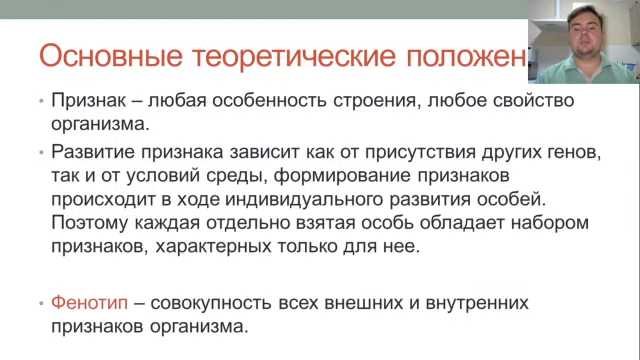 Основные теоретические положен
• Признак – любая особенность строения, любое свойство
организма.
• Развитие признака зависит как от присутствия других генов,
так и от условий среды, формирование признаков
происходит в ходе индивидуального развития особей.
Поэтому каждая отдельно взятая особь обладает набором
признаков, характерных только для нее.
• Фенотип – совокупность всех внешних и внутренних
признаков организма.